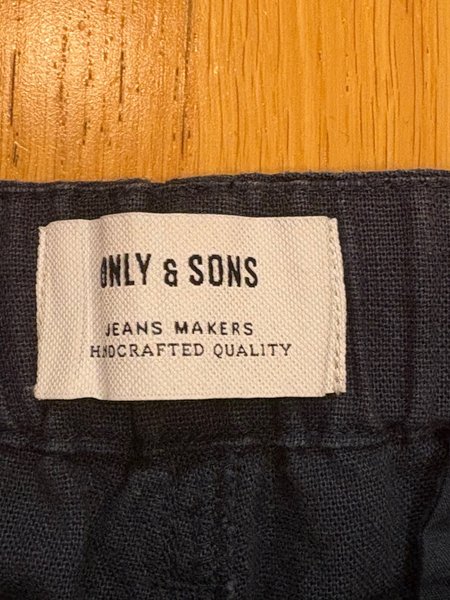 ONLY & SONS
JEANS MAKERS
HANDCRAFTED QUALITY